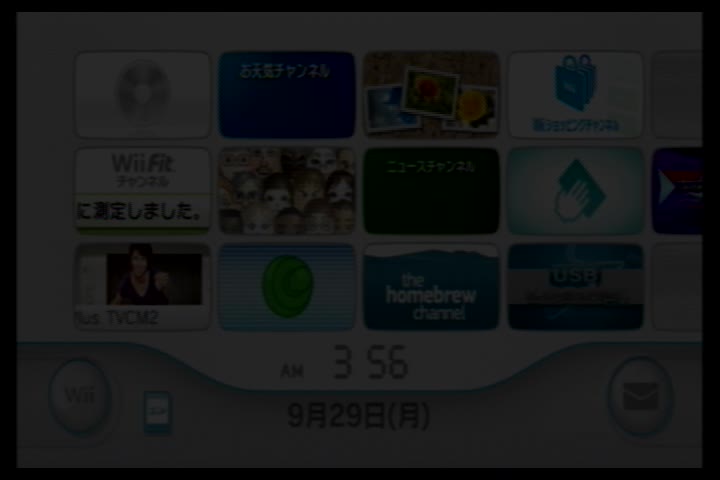 お天気チャンネル
Wii
Wiiショッピングチャンネル
Wii Fit
チャンネル
に測定しました。
ニュースチャンネル
Plus TVCM2
the
homebrew
channel
USB
AM 3 56
Wii
9月29日(月)